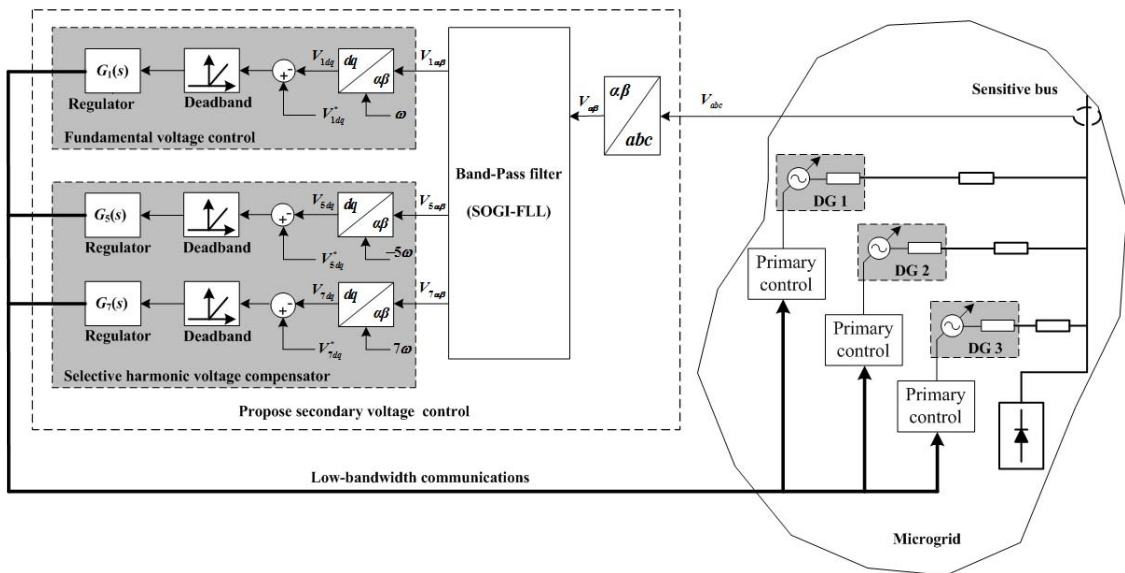 G1(s)
Regulator
Deadband
V1dq
V*1dq
dq
αβ
ω
V1αβ
Fundamental voltage control
G5(s)
Regulator
Deadband
V5dq
V*5dq
dq
αβ
−5ω
V5αβ
G7(s)
Regulator
Deadband
V7dq
V*7dq
dq
αβ
7ω
V7αβ
Selective harmonic voltage compensator
Band-Pass filter
(SOGI-FLL)
Propose secondary voltage control
Vαβ
αβ
abc
Vabc
Sensitive bus
DG 1
DG 2
DG 3
Primary
control
Primary
control
Primary
control
Low-bandwidth communications
Microgrid